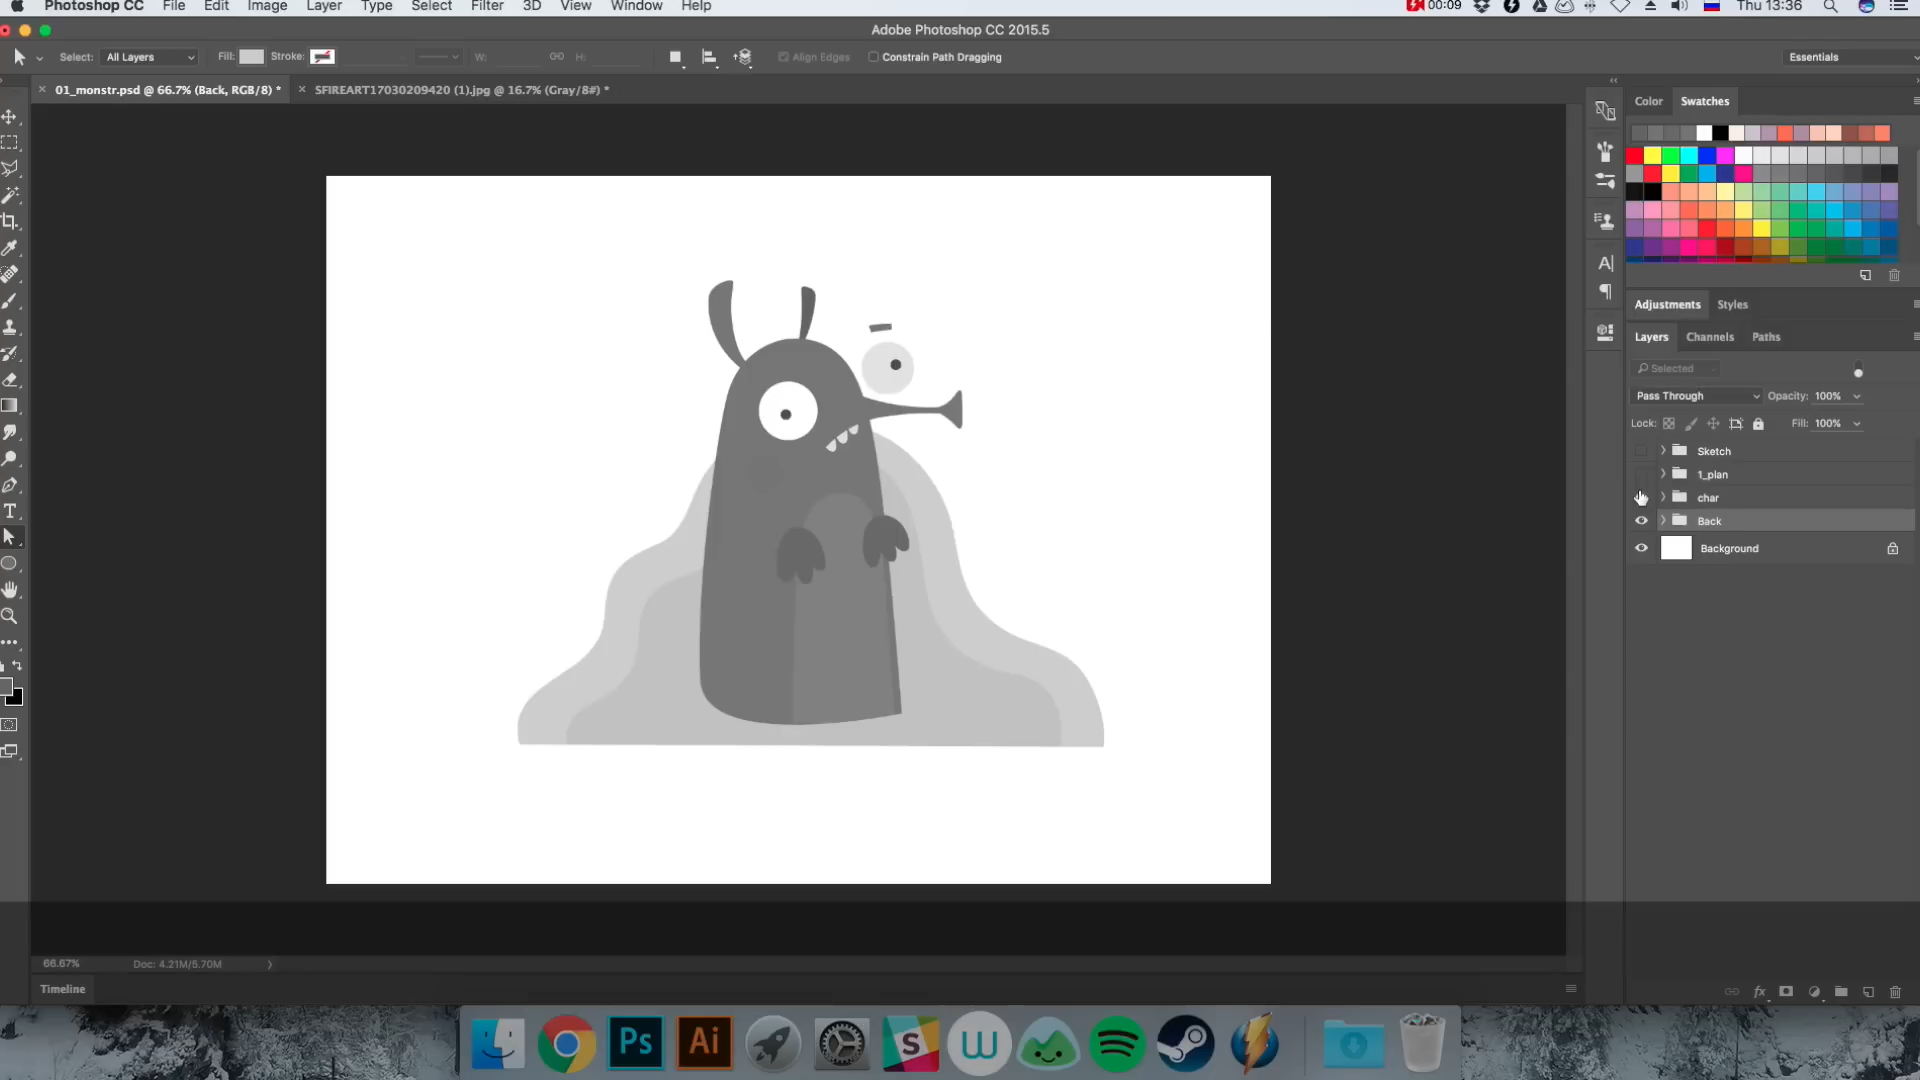 Photoshop CC File Edit Image Layer Type Select Filter 3D View Window Help 00:09 Thu 13:36
Adobe Photoshop CC 2015.5
Select: All Layers Fill: Stroke: W: H: Align Edges Constrain Path Dragging Essentials
01_monstr.psd @ 66.7% (Back, RGB/8) * SFIREART17030209420 (1).jpg @ 16.7% (Gray/8#) *
Color Swatches
Adjustments Styles
Layers Channels Paths
Selected
Pass Through Opacity: 100%
Lock: Fill: 100%
Sketch
1_plan
char
Back
Background
66.67% Doc: 4.21M/5.70M
Timeline
fx
Ps Ai S W